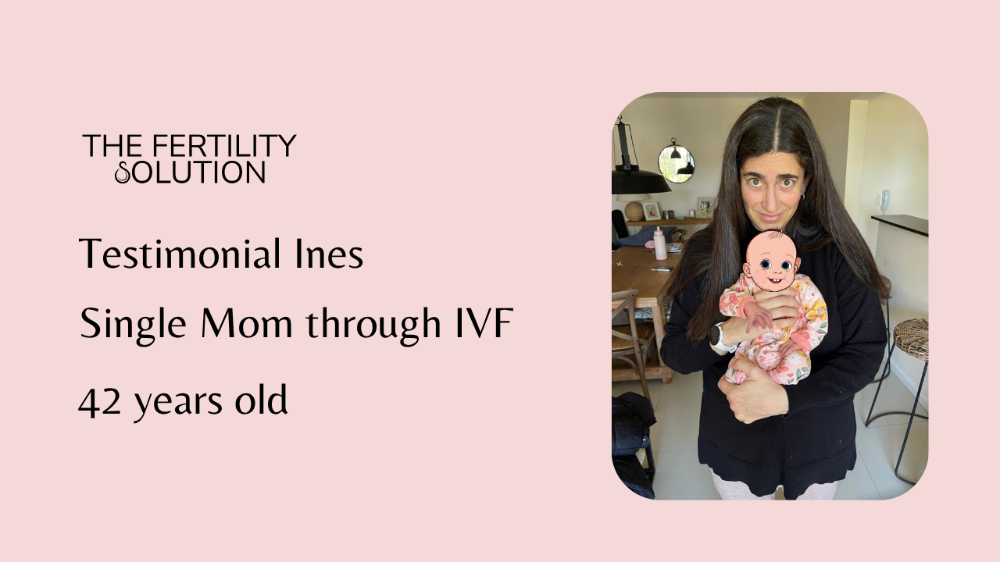 THE FERTILITY
SOLUTION
Testimonial Ines
Single Mom through IVF
42 years old